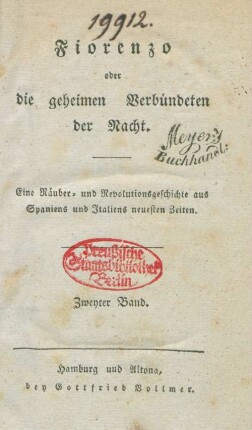 19912.
Fiorenzo
oder
die geheimen Verbündeten
der Nacht.
Meyer's
Buchhandl:
Eine Räuber- und Revolutionsgeschichte aus
Spaniens und Italiens neuesten Zeiten.
Preußische
Staatsbibliothek
Berlin
Zweyter Band.
Hamburg und Altona,
bey Gottfried Vollmer.